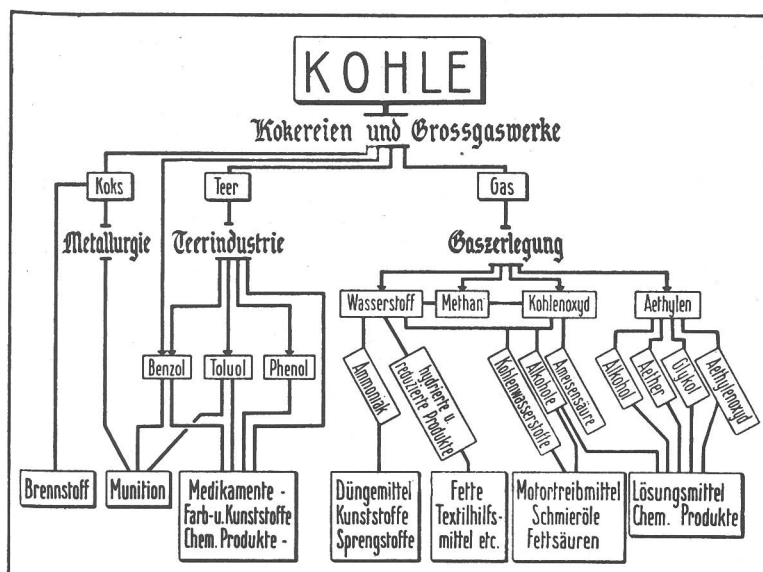 KOHLE
Kokereien und Grossgaswerke
Koks
Teer
Gas
Metallurgie
Teerindustrie
Gaszerlegung
Wasserstoff
Methan
Kohlenoxyd
Aethylen
Benzol
Toluol
Phenol
Ammoniak
hydrierte u.
reduzierte Produkte
Kohlenwasserstoffe
Alkohole
Ameisensäure
Alkohol
Aether
Glykol
Aethylenoxyd
Brennstoff
Munition
Medikamente -
Farb-u. Kunststoffe
Chem. Produkte -
Düngemittel
Kunststoffe
Sprengstoffe
Fette
Textilhilfs-
mittel etc.
Motortreibmittel
Schmieröle
Fettsäuren
Lösungsmittel
Chem. Produkte